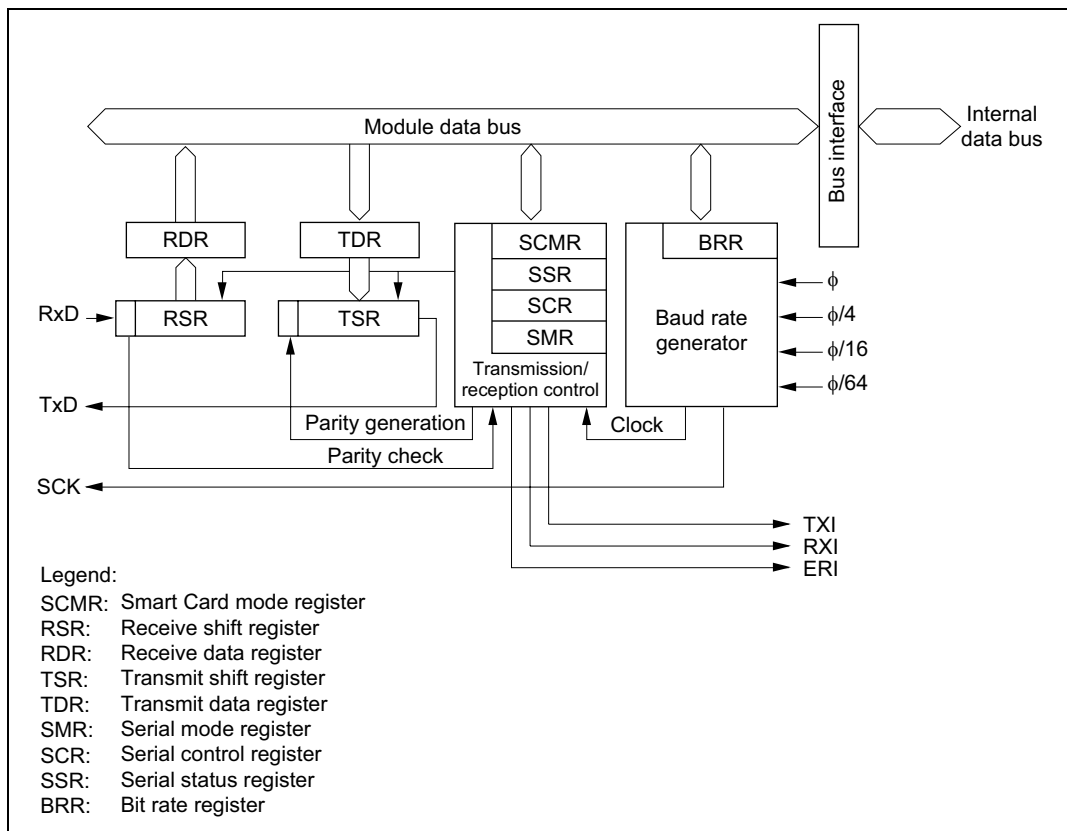 Module data bus
Bus interface
Internal
data bus
RDR
TDR
SCMR
SSR
SCR
SMR
Transmission/
reception control
BRR
Baud rate
generator
ϕ
ϕ/4
ϕ/16
ϕ/64
RxD
RSR
TSR
TxD
Parity generation
Parity check
Clock
SCK
TXI
RXI
ERI
Legend:
SCMR: Smart Card mode register
RSR: Receive shift register
RDR: Receive data register
TSR: Transmit shift register
TDR: Transmit data register
SMR: Serial mode register
SCR: Serial control register
SSR: Serial status register
BRR: Bit rate register